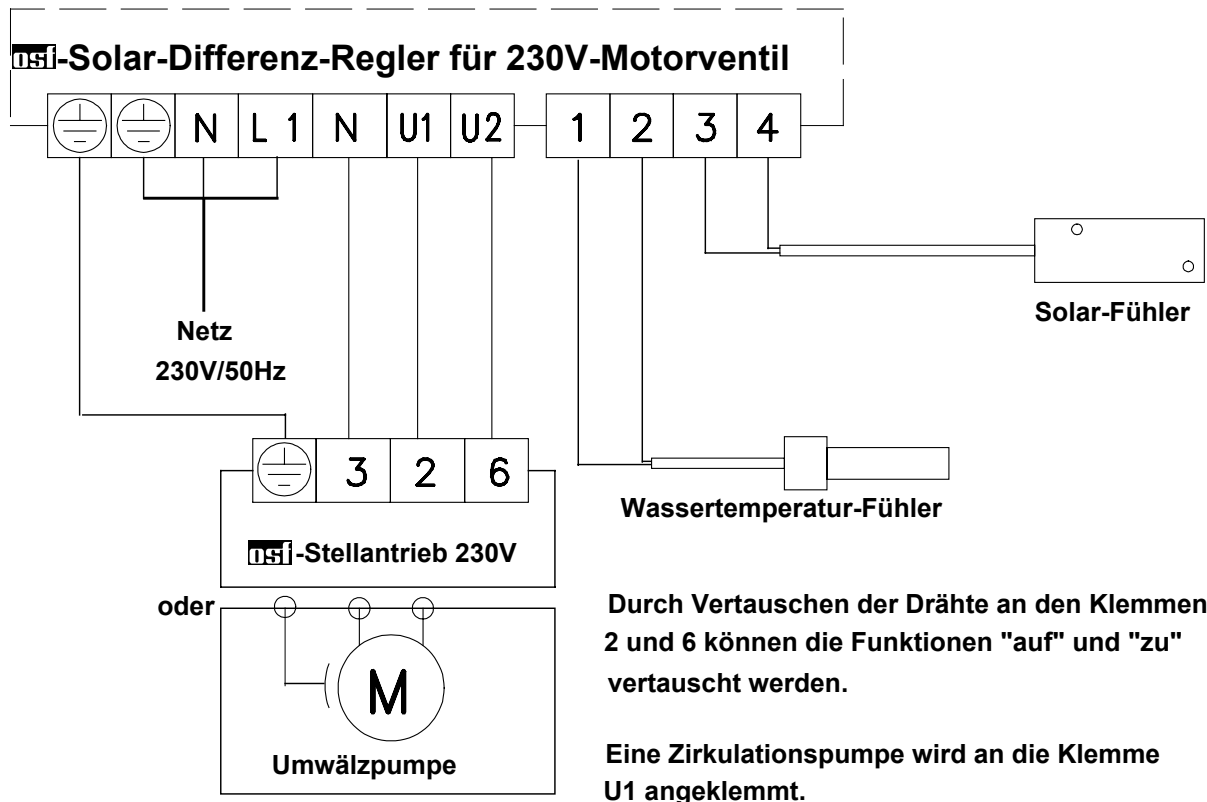 osf-Solar-Differenz-Regler für 230V-Motorventil
N L 1 N U1 U2 1 2 3 4
Netz
230V/50Hz
Solar-Fühler
3 2 6
Wassertemperatur-Fühler
osf-Stellantrieb 230V
oder
M
Umwälzpumpe
Durch Vertauschen der Drähte an den Klemmen
2 und 6 können die Funktionen "auf" und "zu"
vertauscht werden.
Eine Zirkulationspumpe wird an die Klemme
U1 angeklemmt.